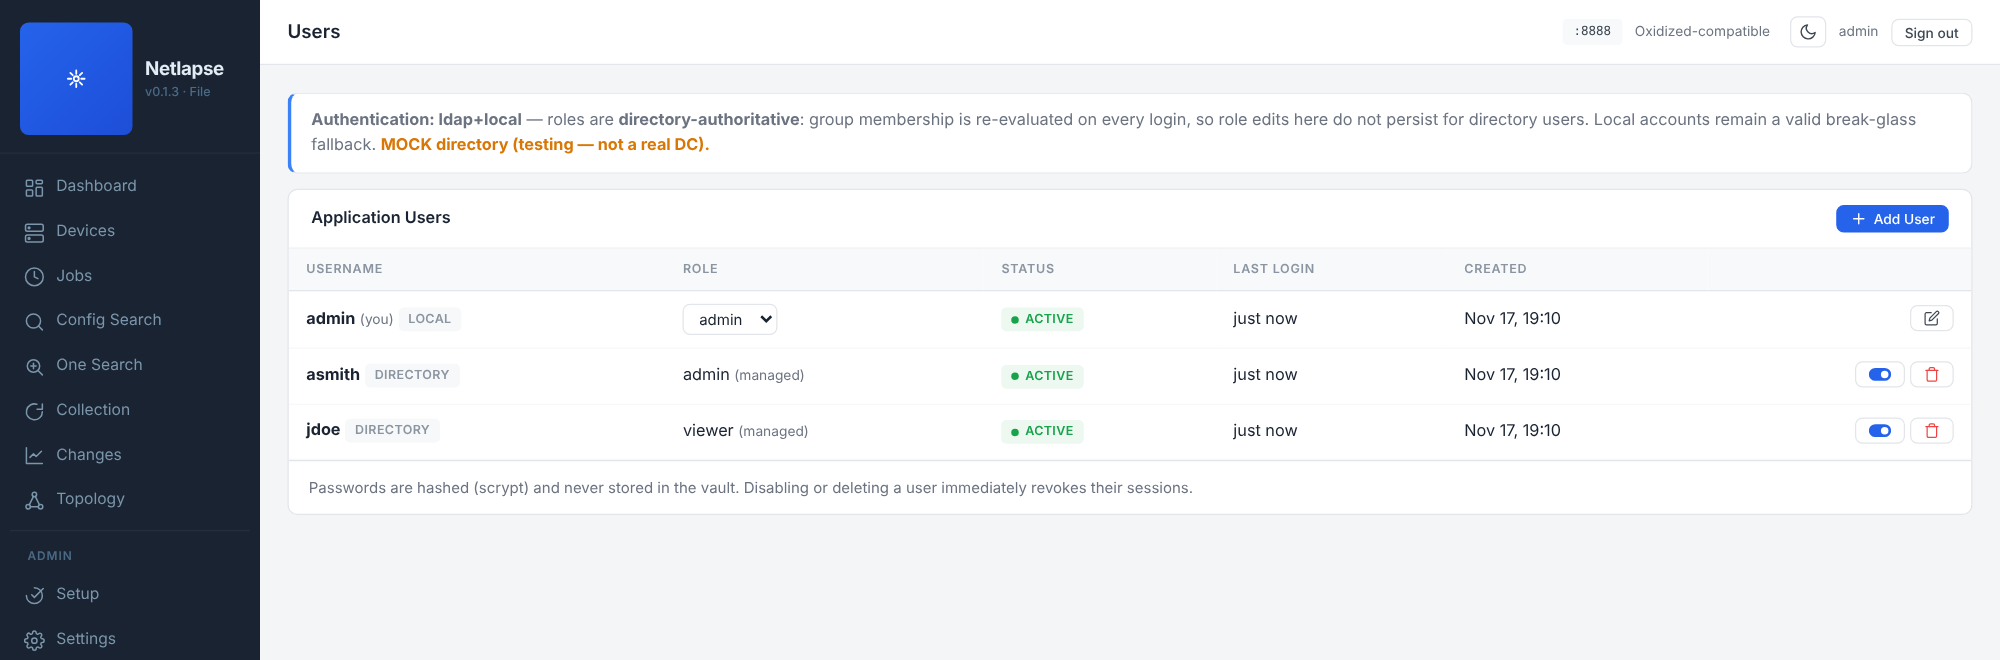 Netlapse
v0.1.3 · File
Dashboard
Devices
Jobs
Config Search
One Search
Collection
Changes
Topology
ADMIN
Setup
Settings
Users
:8888 Oxidized-compatible admin Sign out
Authentication: ldap+local — roles are directory-authoritative: group membership is re-evaluated on every login, so role edits here do not persist for directory users. Local accounts remain a valid break-glass
fallback. MOCK directory (testing — not a real DC).
Application Users
Add User
USERNAME ROLE STATUS LAST LOGIN CREATED
admin (you) LOCAL admin ACTIVE just now Nov 17, 19:10
asmith DIRECTORY admin (managed) ACTIVE just now Nov 17, 19:10
jdoe DIRECTORY viewer (managed) ACTIVE just now Nov 17, 19:10
Passwords are hashed (scrypt) and never stored in the vault. Disabling or deleting a user immediately revokes their sessions.